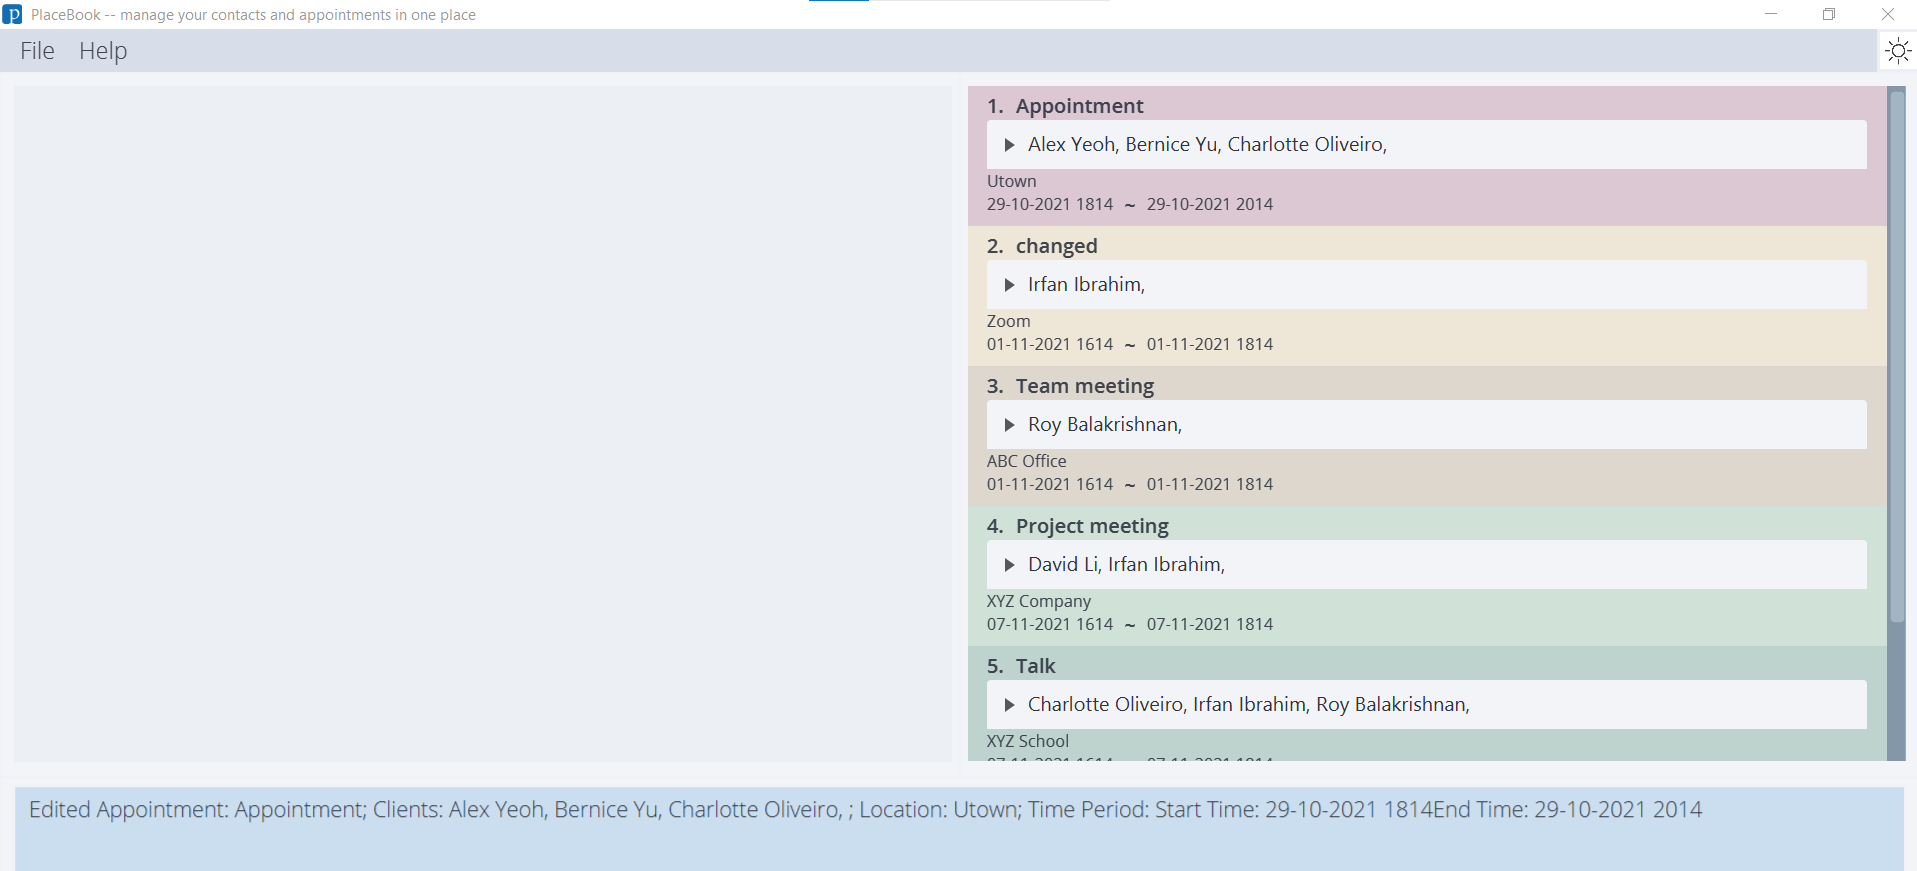 PlaceBook -- manage your contacts and appointments in one place
File Help
1. Appointment
Alex Yeoh, Bernice Yu, Charlotte Oliveiro,
Utown
29-10-2021 1814 ~ 29-10-2021 2014
2. changed
Irfan Ibrahim,
Zoom
01-11-2021 1614 ~ 01-11-2021 1814
3. Team meeting
Roy Balakrishnan,
ABC Office
01-11-2021 1614 ~ 01-11-2021 1814
4. Project meeting
David Li, Irfan Ibrahim,
XYZ Company
07-11-2021 1614 ~ 07-11-2021 1814
5. Talk
Charlotte Oliveiro, Irfan Ibrahim, Roy Balakrishnan,
XYZ School
Edited Appointment: Appointment; Clients: Alex Yeoh, Bernice Yu, Charlotte Oliveiro, ; Location: Utown; Time Period: Start Time: 29-10-2021 1814End Time: 29-10-2021 2014